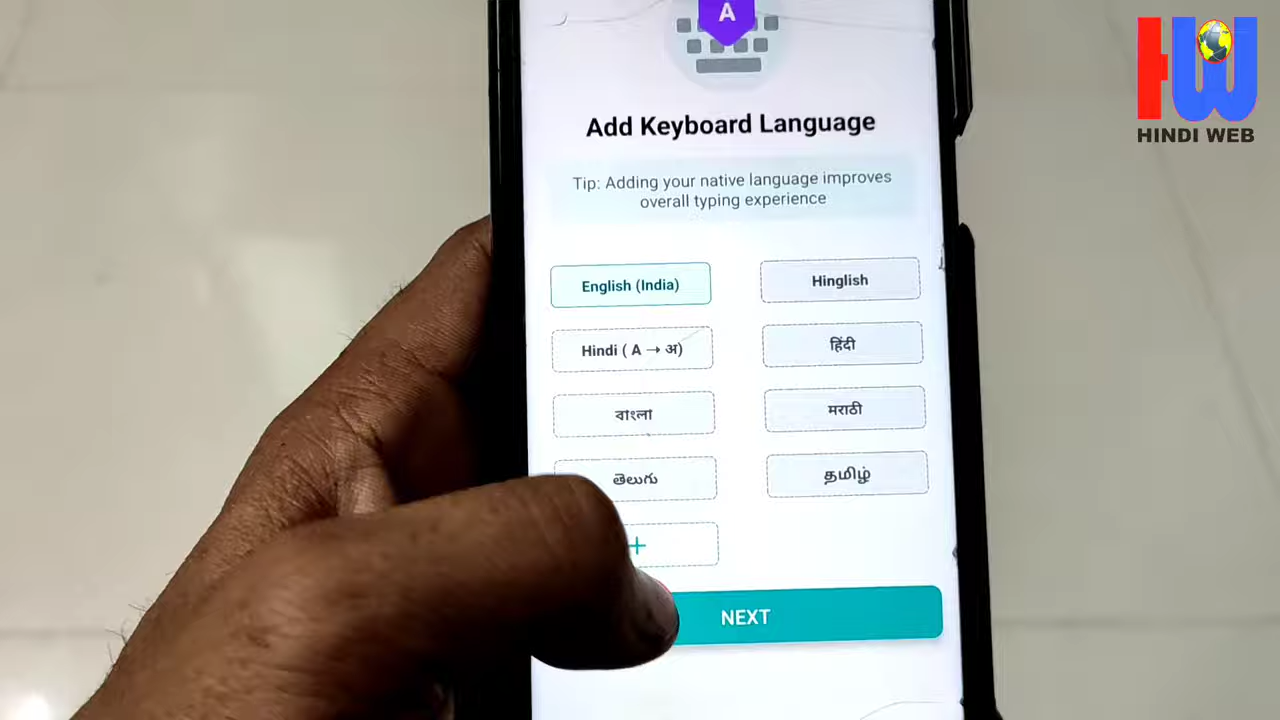 A
Add Keyboard Language
Tip: Adding your native language improves
overall typing experience
English (India)
Hinglish
Hindi ( A → अ)
हिंदी
বাংলা
मराठी
తెలుగు
தமிழ்
+
NEXT
HW
HINDI WEB